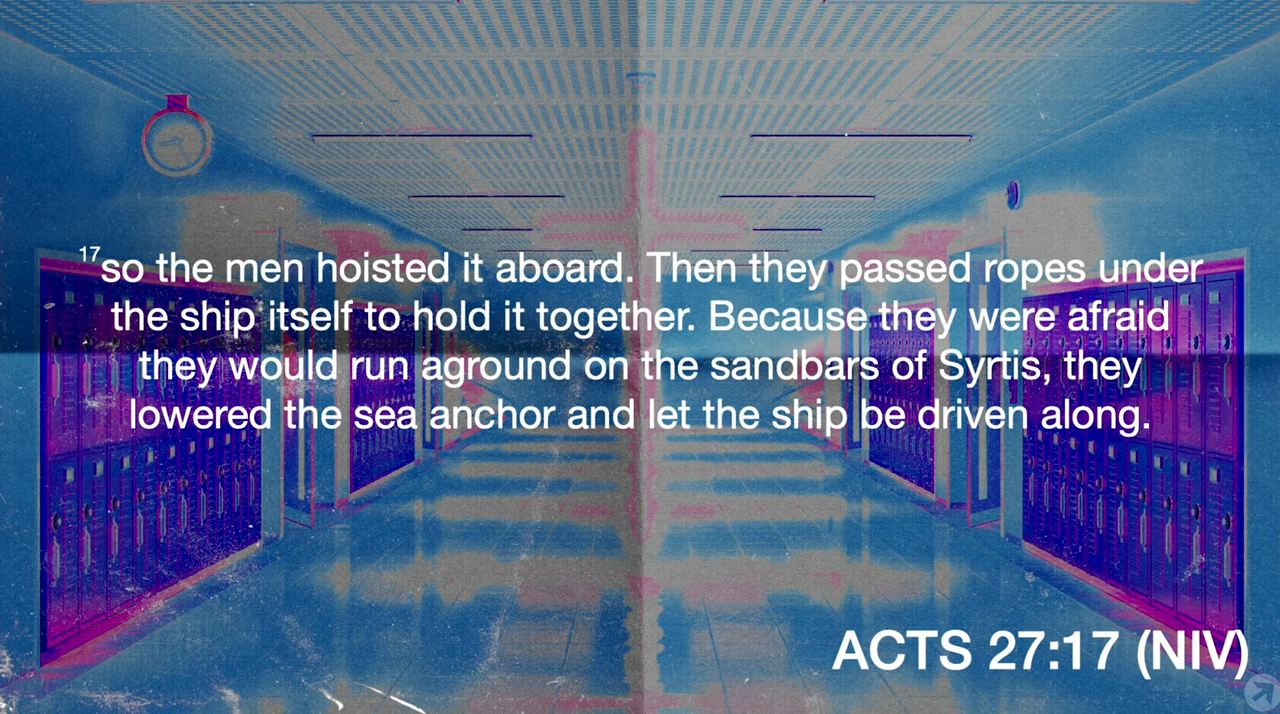 17so the men hoisted it aboard. Then they passed ropes under
the ship itself to hold it together. Because they were afraid
they would run aground on the sandbars of Syrtis, they
lowered the sea anchor and let the ship be driven along.
ACTS 27:17 (NIV)